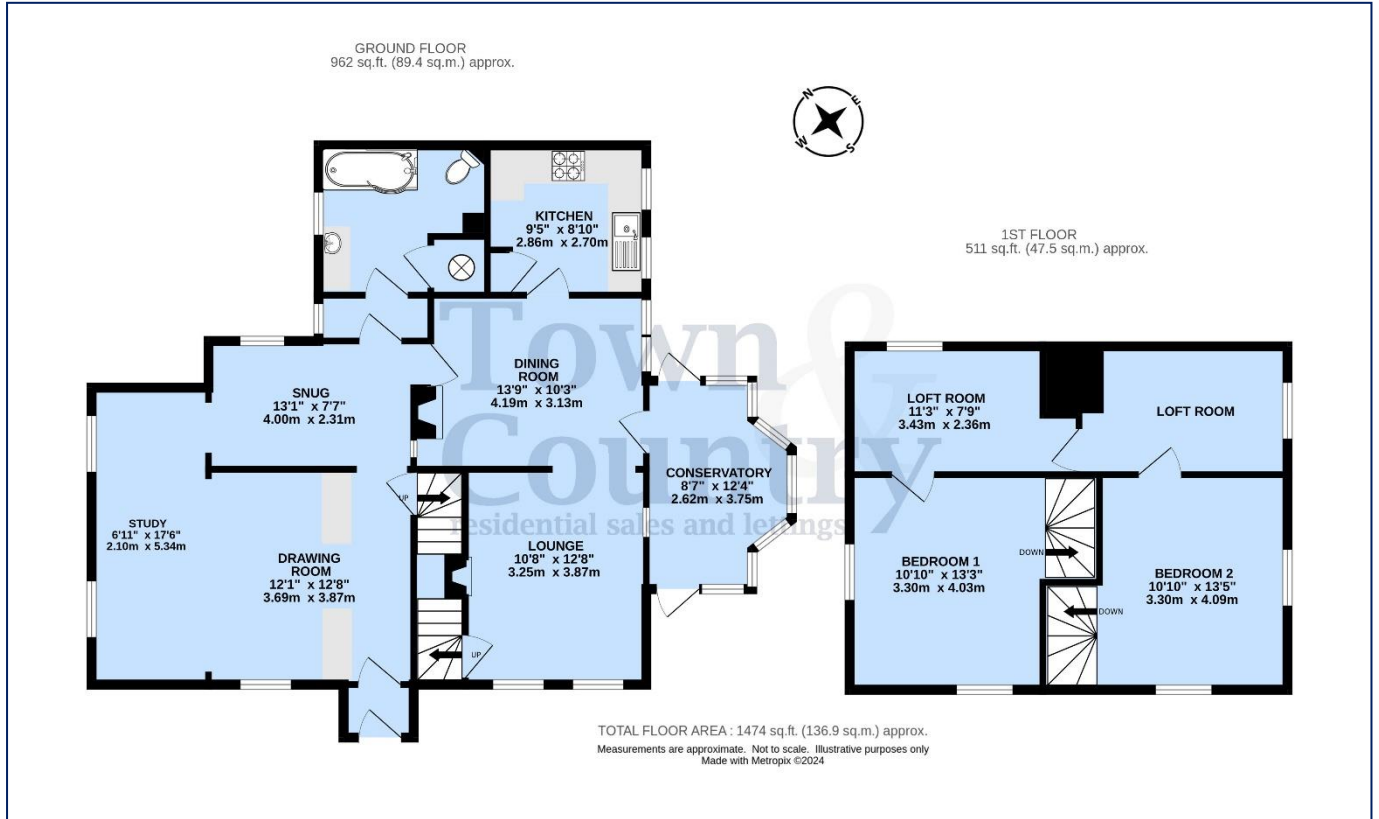 GROUND FLOOR
962 sq.ft. (89.4 sq.m.) approx.
N
E
W
S
1ST FLOOR
511 sq.ft. (47.5 sq.m.) approx.
KITCHEN
9'5" x 8'10"
2.86m x 2.70m
DINING
ROOM
13'9" x 10'3"
4.19m x 3.13m
SNUG
13'1" x 7'7"
4.00m x 2.31m
LOFT ROOM
11'3" x 7'9"
3.43m x 2.36m
LOFT ROOM
Town &
Country
residential sales and lettings
CONSERVATORY
8'7" x 12'4"
2.62m x 3.75m
UP
STUDY
6'11" x 17'6"
2.10m x 5.34m
DRAWING
ROOM
12'1" x 12'8"
3.69m x 3.87m
LOUNGE
10'8" x 12'8"
3.25m x 3.87m
UP
BEDROOM 1
10'10" x 13'3"
3.30m x 4.03m
DOWN
BEDROOM 2
10'10" x 13'5"
3.30m x 4.09m
DOWN
TOTAL FLOOR AREA : 1474 sq.ft. (136.9 sq.m.) approx.
Measurements are approximate. Not to scale. Illustrative purposes only
Made with Metropix ©2024